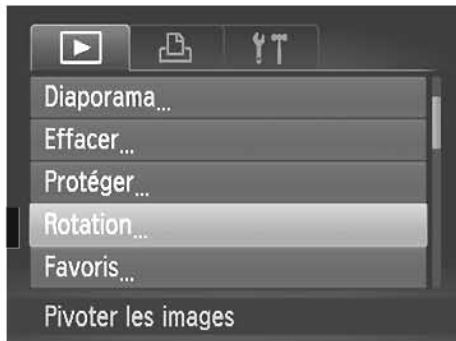 Diaporama...
Effacer...
Protéger...
Rotation...
Favoris...
Pivoter les images